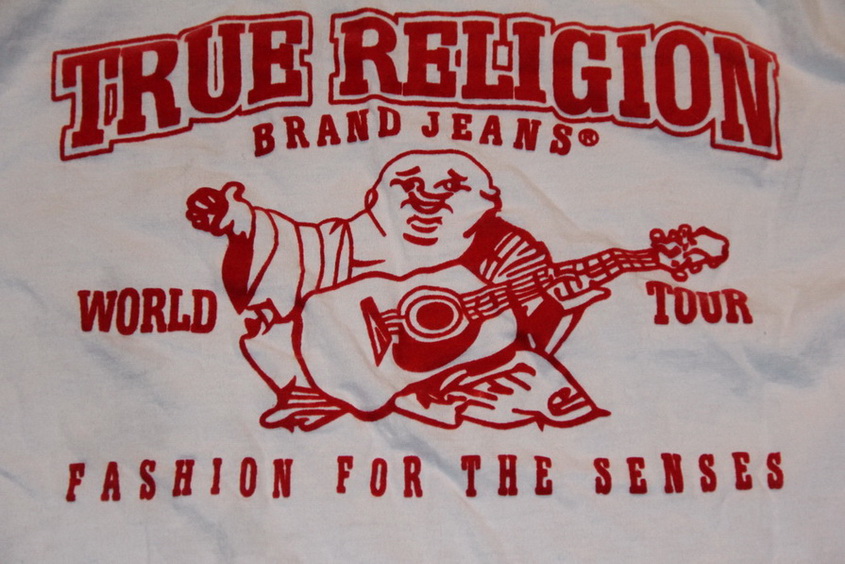 TRUE RELIGION
BRAND JEANS®
WORLD TOUR
FASHION FOR THE SENSES